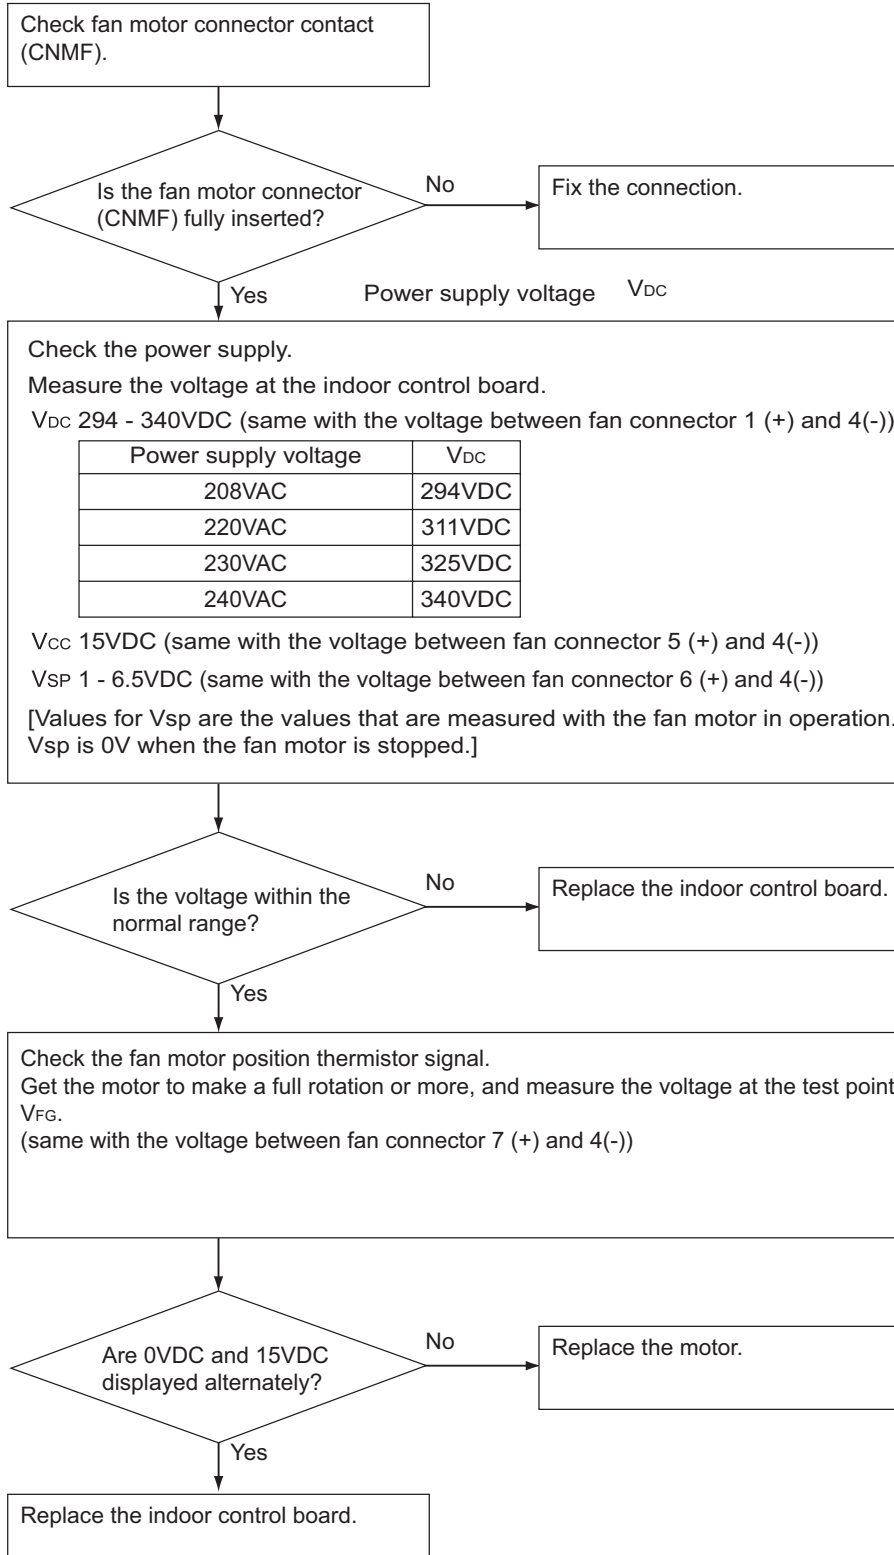 Check fan motor connector contact
(CNMF).
Is the fan motor connector
(CNMF) fully inserted?
No
Fix the connection.
Yes
Power supply voltage VDC
Check the power supply.
Measure the voltage at the indoor control board.
VDC 294 - 340VDC (same with the voltage between fan connector 1 (+) and 4(-))
Power supply voltage VDC
208VAC 294VDC
220VAC 311VDC
230VAC 325VDC
240VAC 340VDC
VCC 15VDC (same with the voltage between fan connector 5 (+) and 4(-))
VSP 1 - 6.5VDC (same with the voltage between fan connector 6 (+) and 4(-))
[Values for Vsp are the values that are measured with the fan motor in operation.
Vsp is 0V when the fan motor is stopped.]
Is the voltage within the
normal range?
No
Replace the indoor control board.
Yes
Check the fan motor position thermistor signal.
Get the motor to make a full rotation or more, and measure the voltage at the test point
VFG.
(same with the voltage between fan connector 7 (+) and 4(-))
Are 0VDC and 15VDC
displayed alternately?
No
Replace the motor.
Yes
Replace the indoor control board.